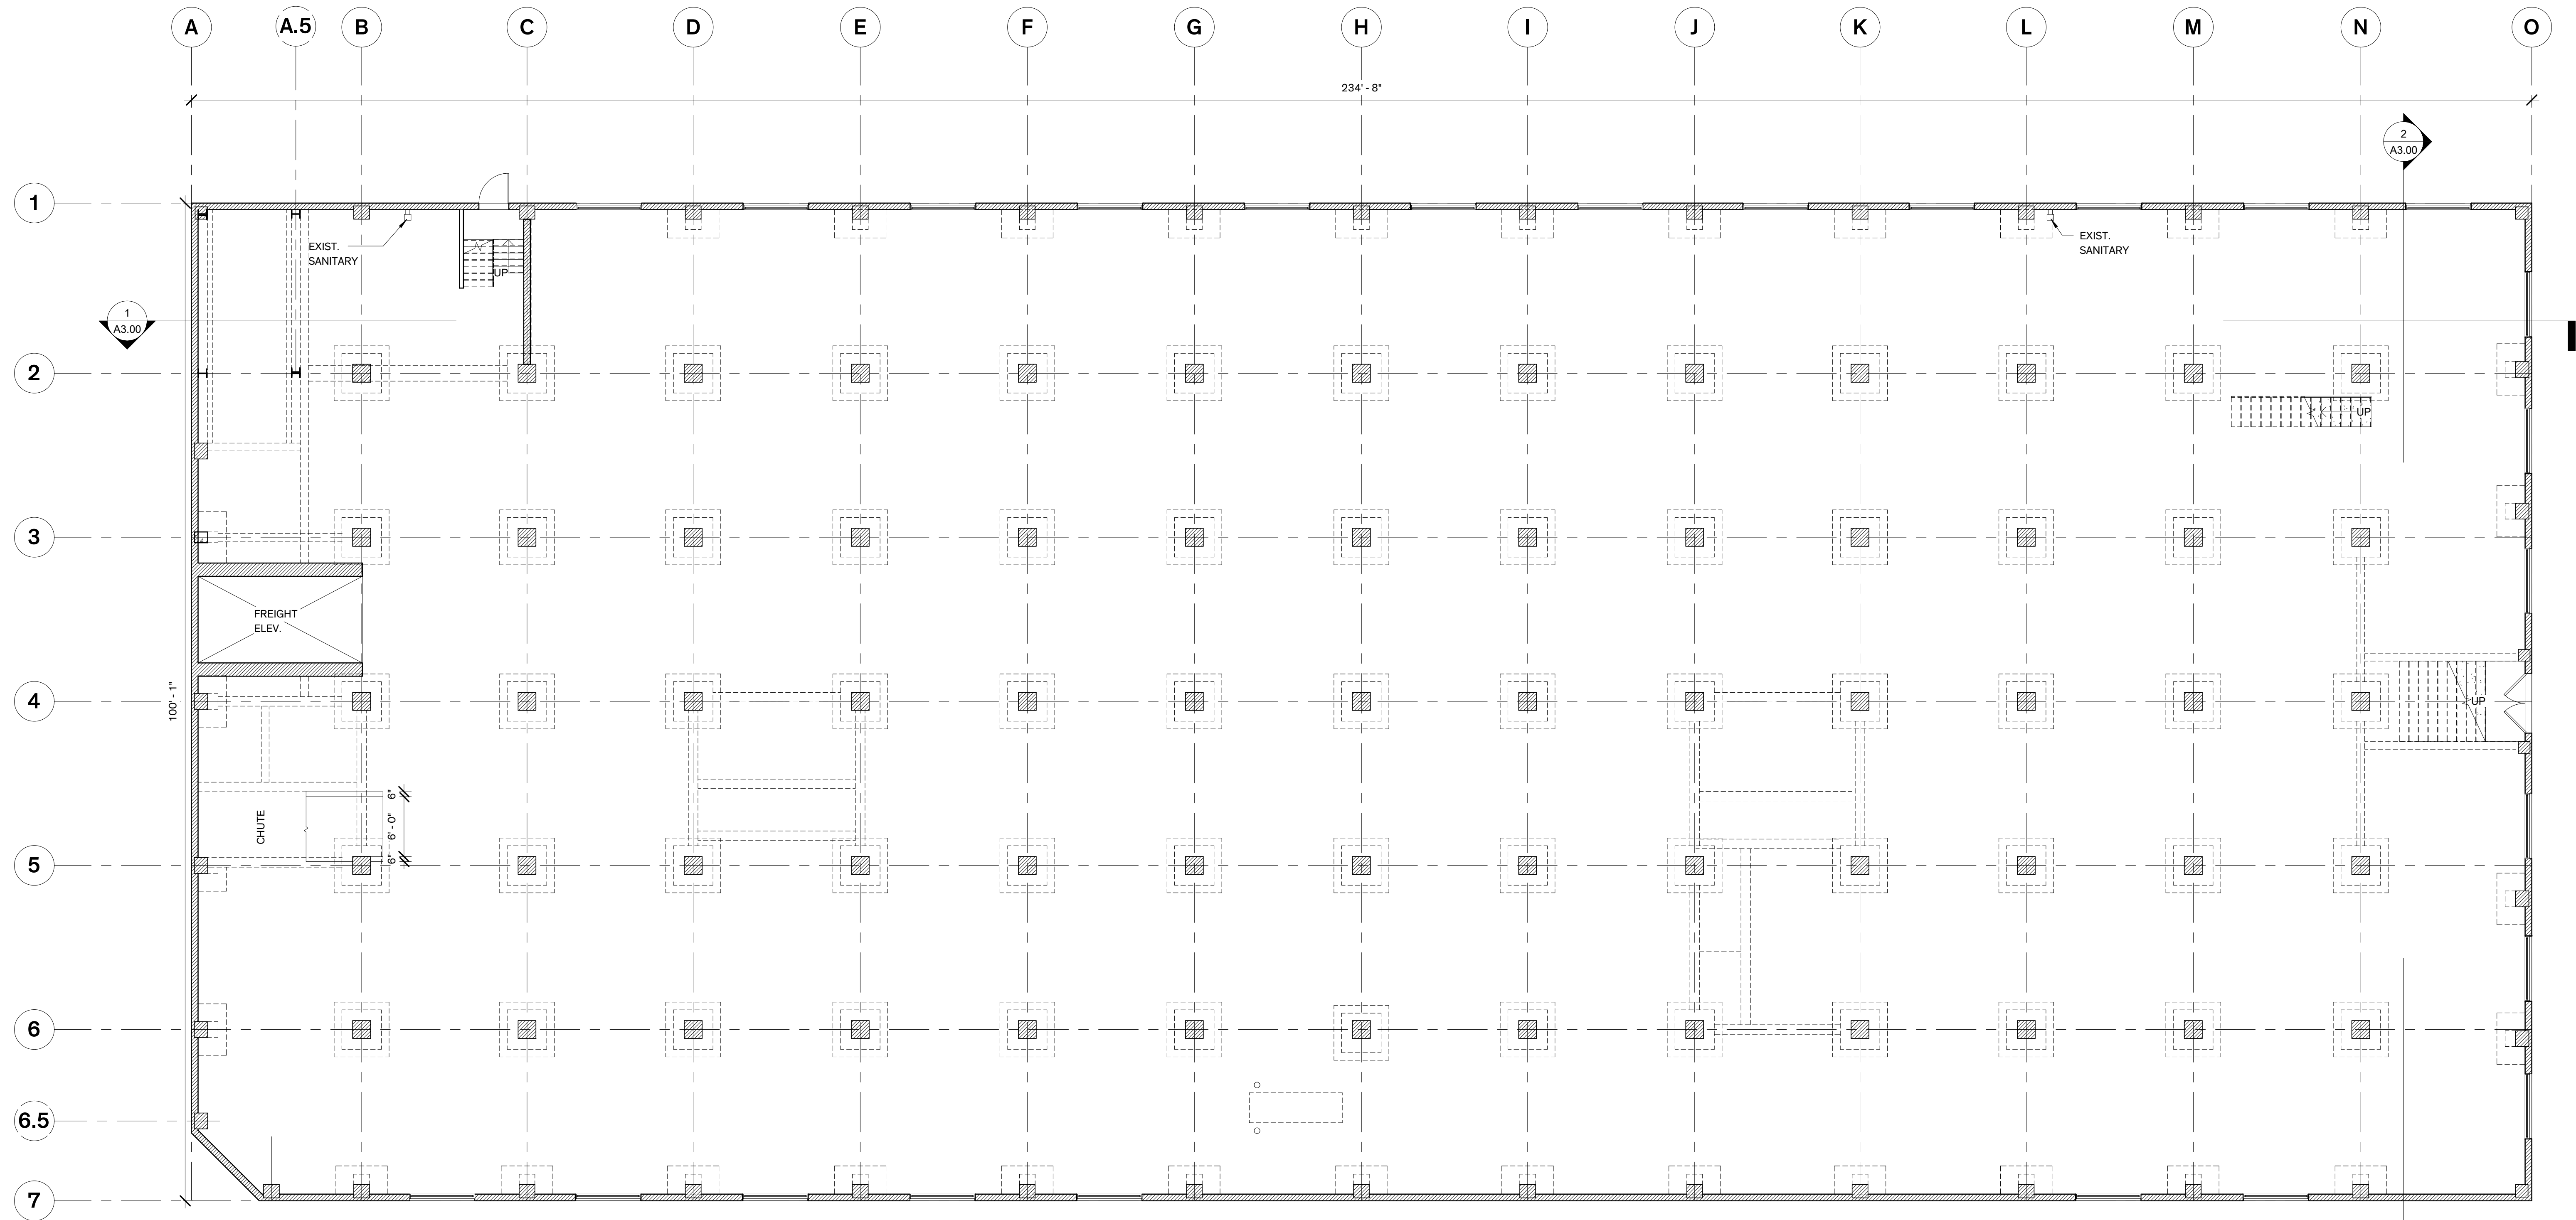 A
A.5
B
C
D
E
F
G
H
I
J
K
L
M
N
O
234' - 8"
2
A3.00
1
EXIST.
SANITARY
UP
EXIST.
SANITARY
1
A3.00
2
UP
3
FREIGHT
ELEV.
100' - 1"
4
UP
CHUTE
6"
6' - 0"
6"
5
6
6.5
7